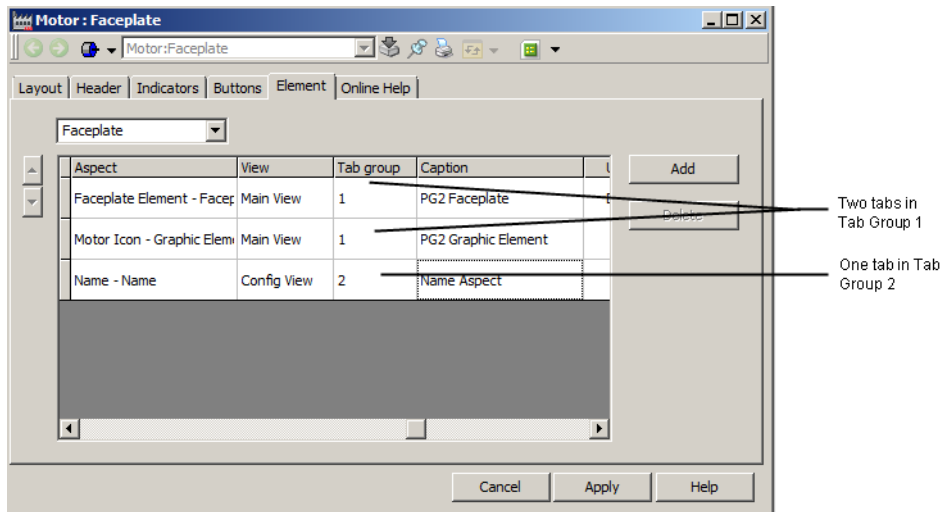 Motor : Faceplate
Motor:Faceplate
Layout Header Indicators Buttons Element Online Help
Faceplate
Aspect View Tab group Caption
Add
Faceplate Element - Facep Main View 1 PG2 Faceplate
Delete
Two tabs in
Tab Group 1
Motor Icon - Graphic Elem Main View 1 PG2 Graphic Element
Name - Name Config View 2 Name Aspect
One tab in Tab
Group 2
Cancel Apply Help